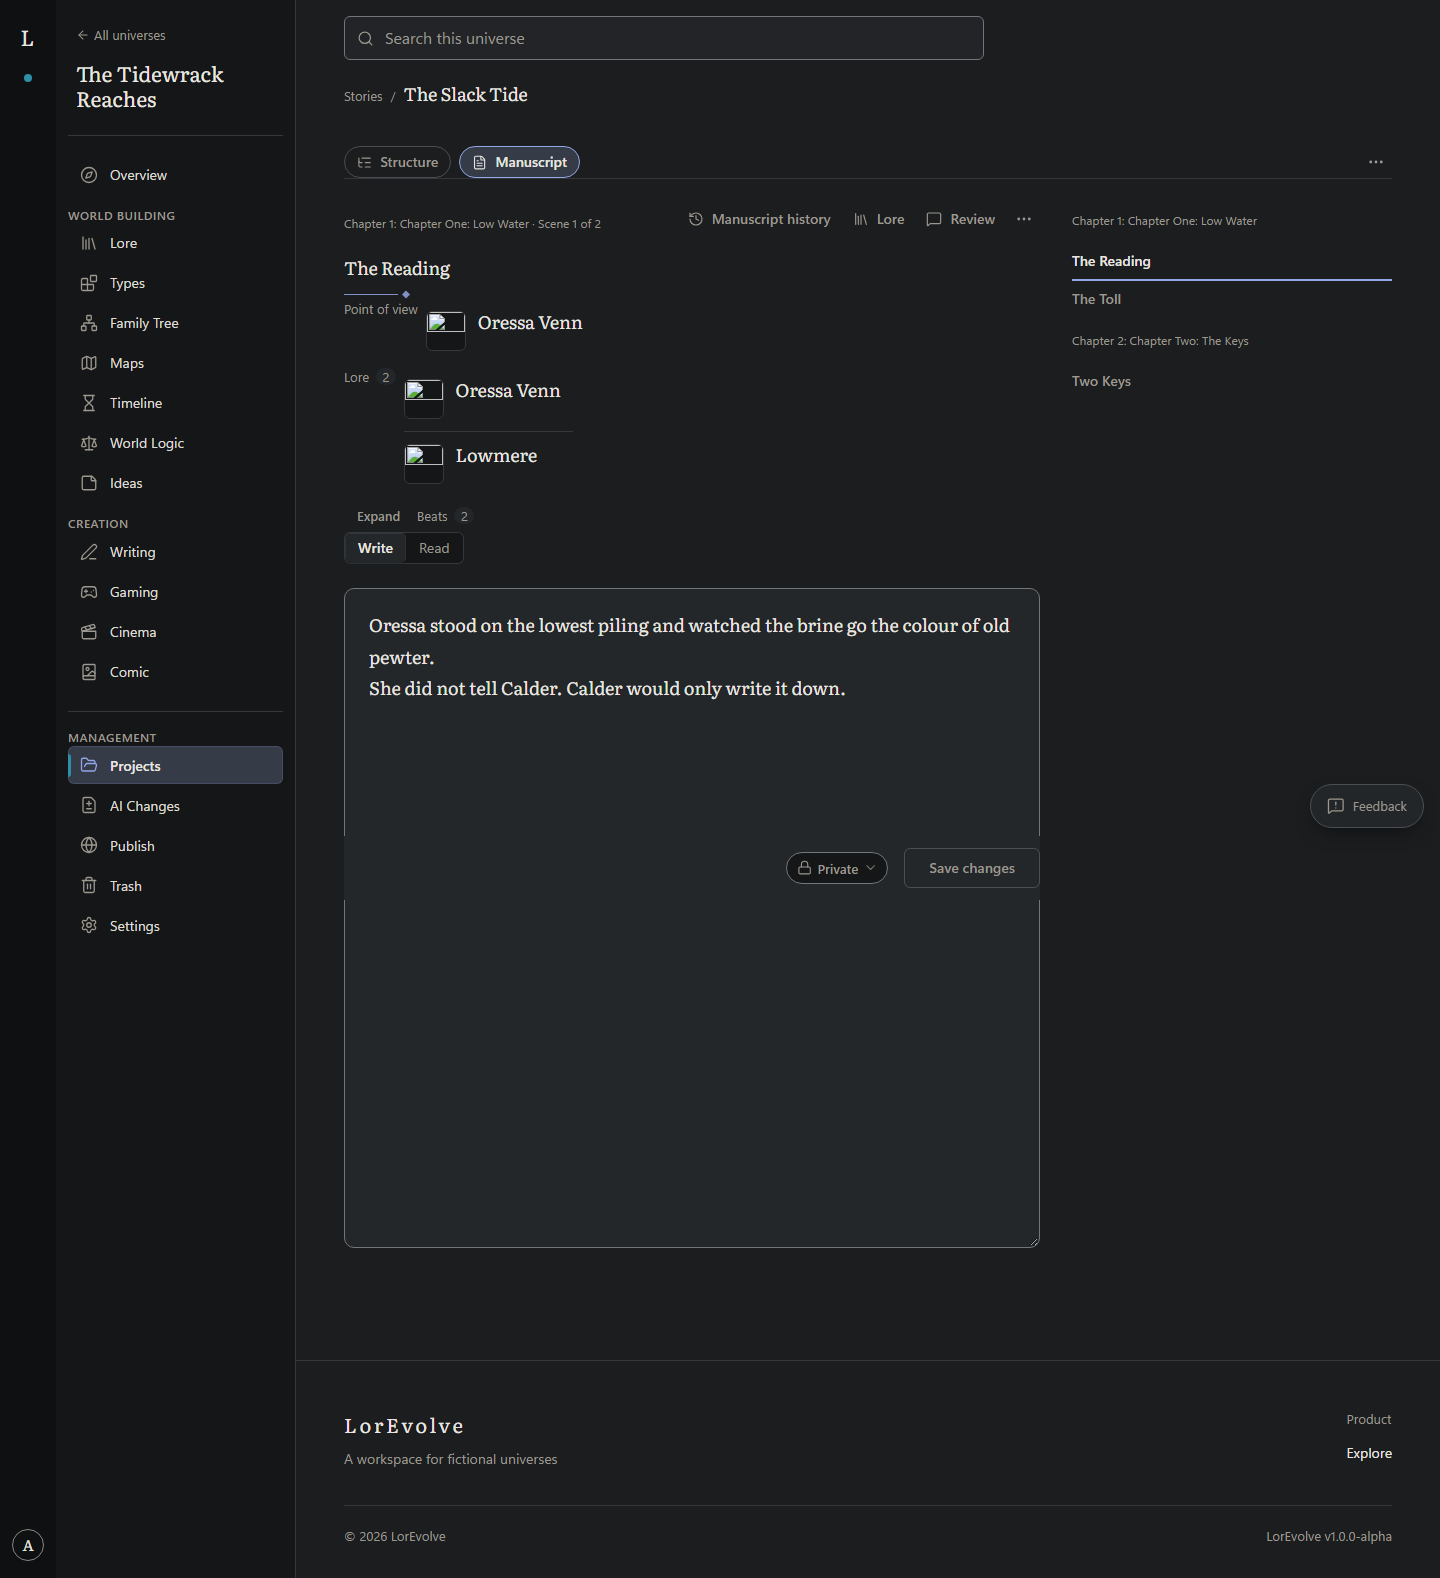 L
All universes
The Tidewrack
Reaches
Overview
WORLD BUILDING
Lore
Types
Family Tree
Maps
Timeline
World Logic
Ideas
CREATION
Writing
Gaming
Cinema
Comic
MANAGEMENT
Projects
AI Changes
Publish
Trash
Settings
A
Search this universe
Stories / The Slack Tide
Structure
Manuscript
Chapter 1: Chapter One: Low Water · Scene 1 of 2
Manuscript history
Lore
Review
The Reading
Point of view
Oressa Venn
Lore 2
Oressa Venn
Lowmere
Expand
Beats 2
Write
Read
Oressa stood on the lowest piling and watched the brine go the colour of old
pewter.
She did not tell Calder. Calder would only write it down.
Private
Save changes
Chapter 1: Chapter One: Low Water
The Reading
The Toll
Chapter 2: Chapter Two: The Keys
Two Keys
Feedback
LorEvolve
A workspace for fictional universes
Product
Explore
© 2026 LorEvolve
LorEvolve v1.0.0-alpha